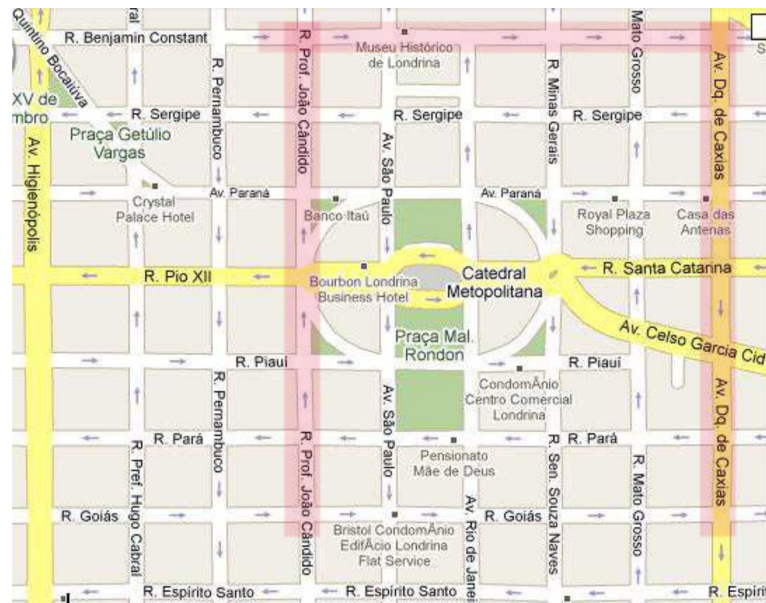 Quintino Bocaiúva
R. Benjamin Constant
R. Prof. João Cândido
Museu Histórico
de Londrina
Mato Grosso
XV de
mbro
R. Pernambuco
R. Minas Gerais
Av. Dq. de Caxias
R. Sergipe
R. Sergipe
R. Sergipe
Praça Getúlio
Vargas
Av. Higienópolis
Av. São Paulo
Av. Paraná
Av. Paraná
Crystal
Palace Hotel
Banco Itaú
Royal Plaza
Shopping
Casa das
Antenas
R. Pio XII
Bourbon Londrina
Business Hotel
Catedral
Metopolitana
R. Santa Catarina
Av. Celso Garcia Cid
Praça Mal.
Rondon
R. Piauí
R. Piauí
CondomÃnio
Centro Comercial
Londrina
R. Pernambuco
Av. São Paulo
Av. Dq. de Caxias
R. Pará
R. Pará
R. Pref. Hugo Cabral
R. Prof. João Cândido
Pensionato
Mãe de Deus
R. Sen. Souza Naves
R. Mato Grosso
Av. Rio de Janei
R. Goiás
R. Goiás
Bristol CondomÃnio
EdifÃcio Londrina
Flat Service
R. Espírito Santo
R. Espírito Santo
R. Espíri